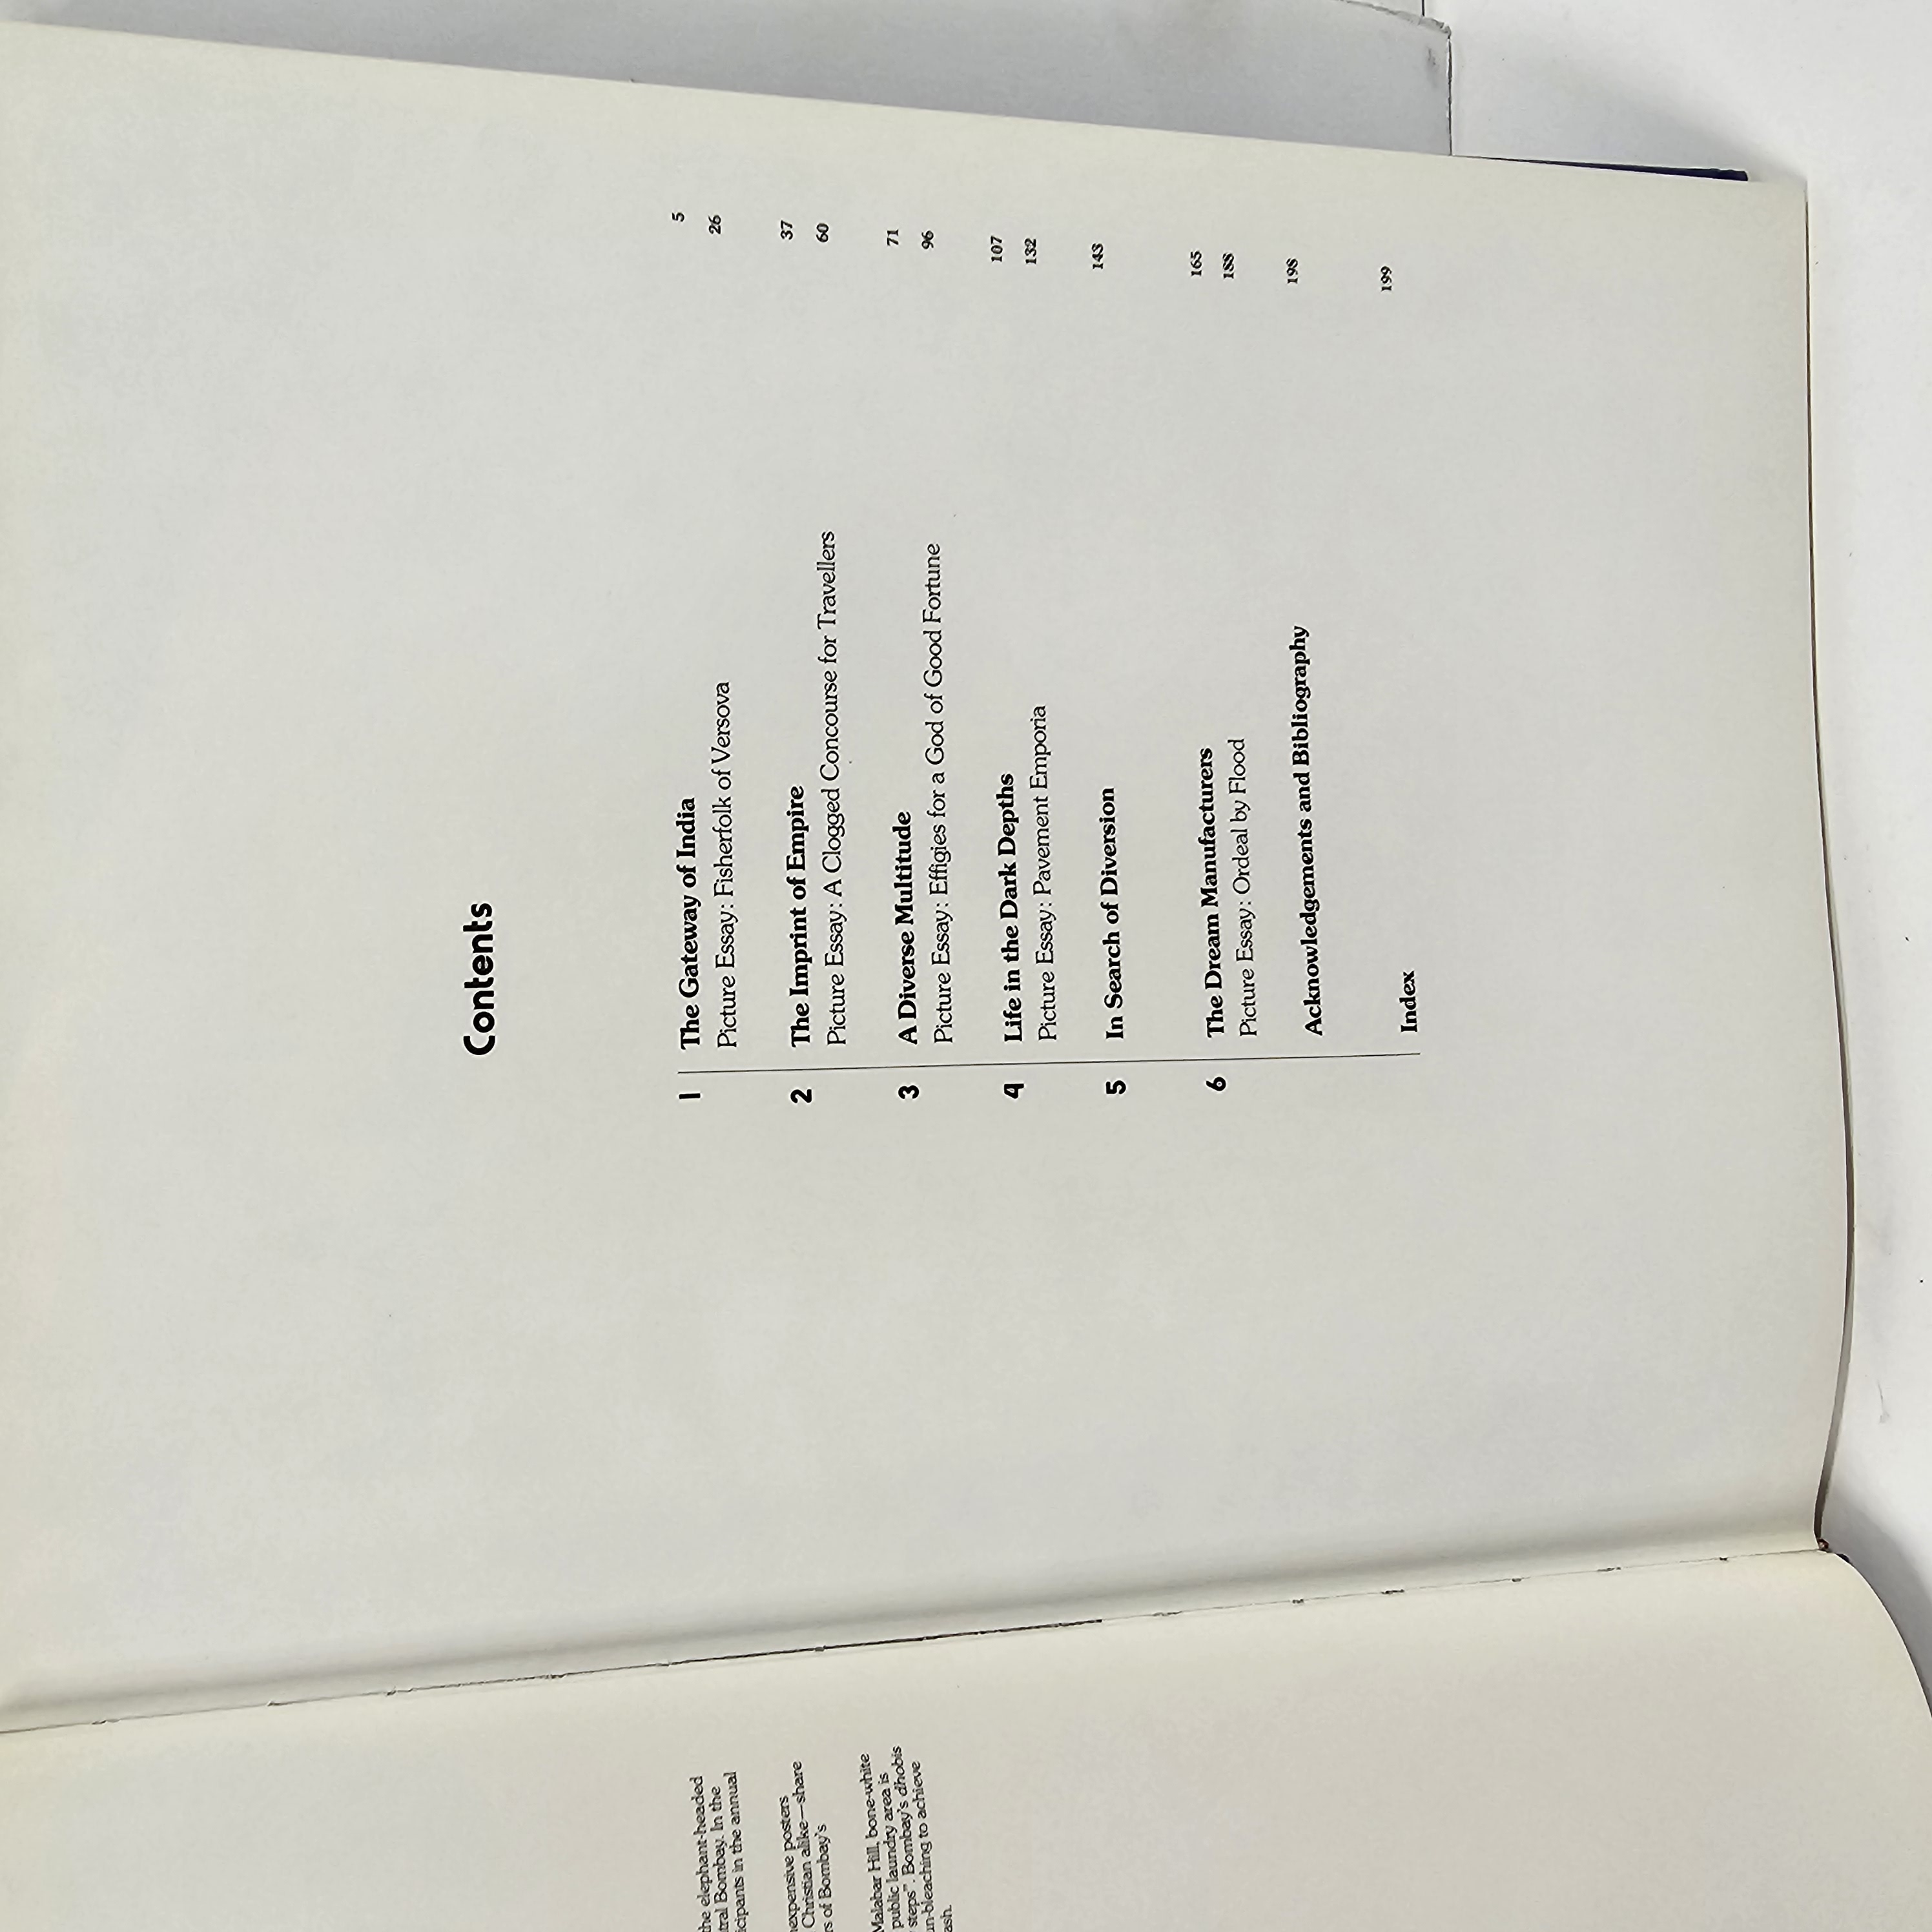 the elephant-headed
tral Bombay. In the
icipants in the annual
expensive posters
Christian alike—share
rs of Bombay's
Malabar Hill, bone-white
public laundry area is
steps". Bombay's dhobis
un-bleaching to achieve
ash.
Contents
1 The Gateway of India 5
Picture Essay: Fisherfolk of Versova 26
2 The Imprint of Empire 37
Picture Essay: A Clogged Concourse for Travellers 60
3 A Diverse Multitude 71
Picture Essay: Effigies for a God of Good Fortune 96
4 Life in the Dark Depths 107
Picture Essay: Pavement Emporia 132
5 In Search of Diversion 143
6 The Dream Manufacturers 165
Picture Essay: Ordeal by Flood 188
Acknowledgements and Bibliography 198
Index 199